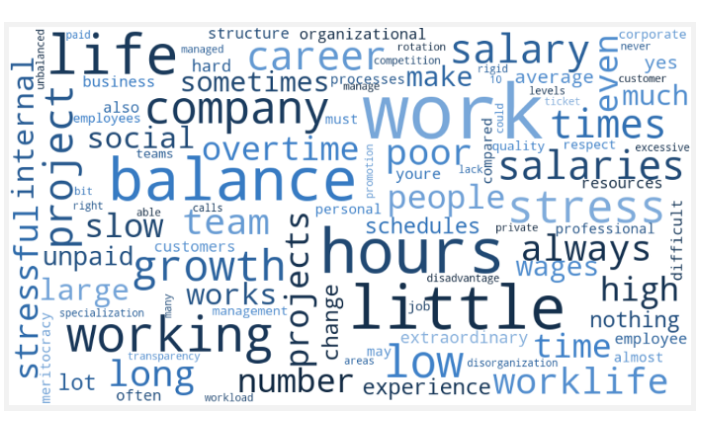 structure organizational
corporate
life
career
salary
even
paid
managed
rotation
never
unbalanced
hard
competition
yes
business
sometimes
processes
make
rigid
to
average
customer
internal
project
also
company
manage
work
levels
ticket
much
employees
must
could
times
social
overtime
poor
compared
quality
respect
excessive
teams
youre
lack
salaries
balance
promotion
people
resources
bit
stressful
right
able
calls
personal
stress
slow
team
schedules
private
professional
difficult
unpaid
customers
hours
always
growth
projects
wages
large
works
change
disadvantage
little
high
specialization
many
management
job
nothing
working
extraordinary
time
employee
meritocracy
transparency
may
low
areas
disorganization
almost
lot
long
number
experience
worklife
often
workload